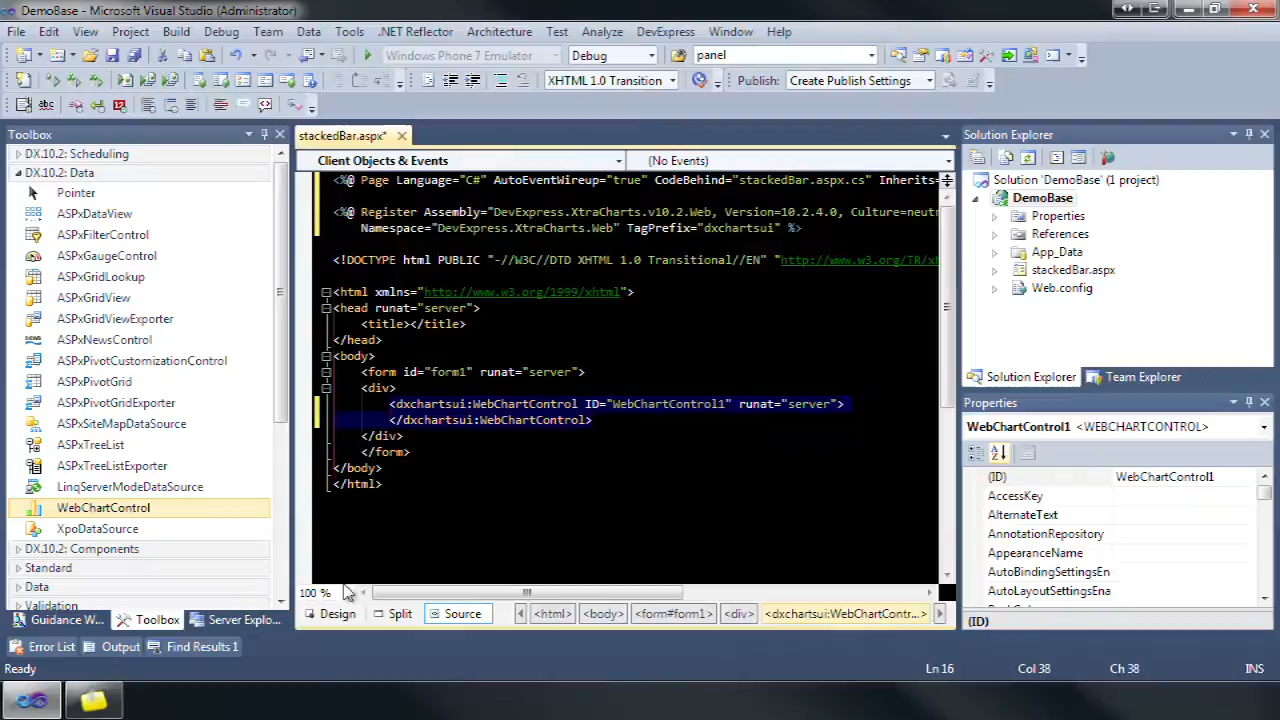 DemoBase - Microsoft Visual Studio (Administrator)
File Edit View Project Build Debug Team Data Tools .NET Reflector Architecture Test Analyze DevExpress Window Help
Windows Phone 7 Emulator Debug panel
XHTML 1.0 Transition Publish: Create Publish Settings
Toolbox
DX.10.2: Scheduling
DX.10.2: Data
Pointer
ASPxDataView
ASPxFilterControl
ASPxGaugeControl
ASPxGridLookup
ASPxGridView
ASPxGridViewExporter
ASPxNewsControl
ASPxPivotCustomizationControl
ASPxPivotGrid
ASPxPivotGridExporter
ASPxSiteMapDataSource
ASPxTreeList
ASPxTreeListExporter
LinqServerModeDataSource
WebChartControl
XpoDataSource
DX.10.2: Components
Standard
Data
Validation
Guidance W... Toolbox Server Explo...
stackedBar.aspx*
Client Objects & Events (No Events)
<%@ Page Language="C#" AutoEventWireup="true" CodeBehind="stackedBar.aspx.cs" Inherits=
<%@ Register Assembly="DevExpress.XtraCharts.v10.2.Web, Version=10.2.4.0, Culture=neutr
Namespace="DevExpress.XtraCharts.Web" TagPrefix="dxchartsui" %>
<!DOCTYPE html PUBLIC "-//W3C//DTD XHTML 1.0 Transitional//EN" "http://www.w3.org/TR/xh
<html xmlns="http://www.w3.org/1999/xhtml">
<head runat="server">
<title></title>
</head>
<body>
<form id="form1" runat="server">
<div>
<dxchartsui:WebChartControl ID="WebChartControl1" runat="server">
</dxchartsui:WebChartControl>
</div>
</form>
</body>
</html>
100 %
Design Split Source <html> <body> <form#form1> <div> <dxchartsui:WebChartContr...>
Solution Explorer
Solution 'DemoBase' (1 project)
DemoBase
Properties
References
App_Data
stackedBar.aspx
Web.config
Solution Explorer Team Explorer
Properties
WebChartControl1 <WEBCHARTCONTROL>
(ID) WebChartControl1
AccessKey
AlternateText
AnnotationRepository
AppearanceName
AutoBindingSettingsEn
AutoLayoutSettingsEna
(ID)
Error List Output Find Results 1
Ready Ln 16 Col 38 Ch 38 INS